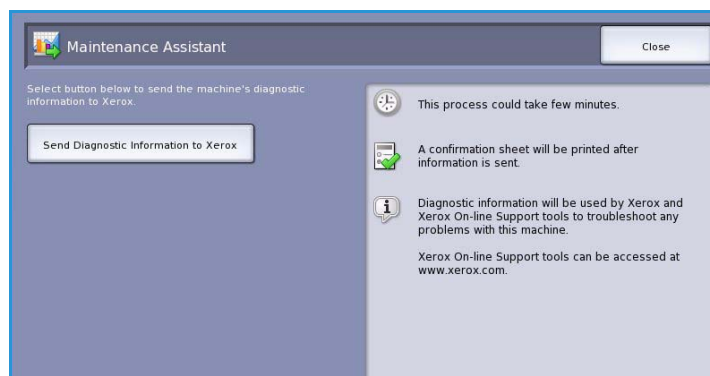 Maintenance Assistant
Close
Select button below to send the machine's diagnostic
information to Xerox.
Send Diagnostic Information to Xerox
This process could take few minutes.
A confirmation sheet will be printed after
information is sent.
Diagnostic information will be used by Xerox and
Xerox On-line Support tools to troubleshoot any
problems with this machine.
Xerox On-line Support tools can be accessed at
www.xerox.com.